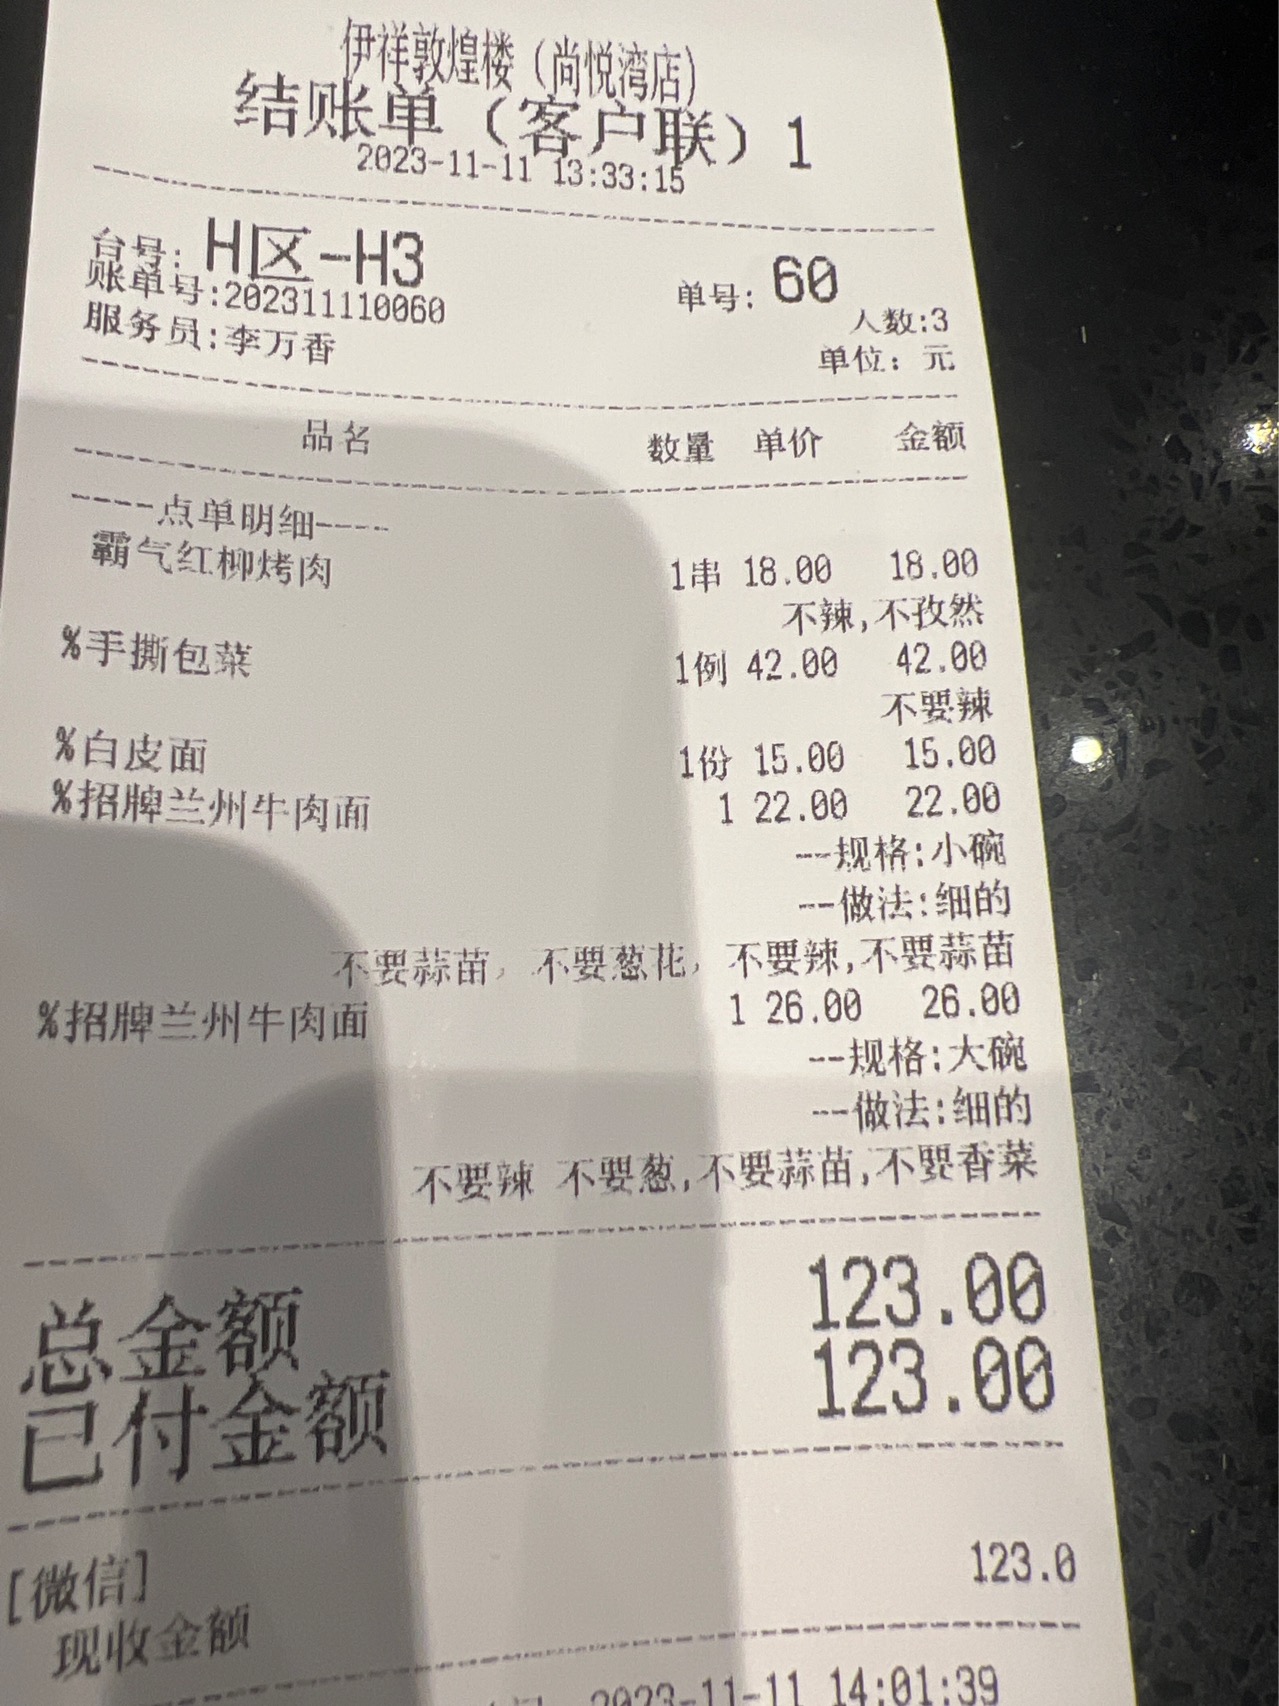 伊祥敦煌楼（尚悦湾店）
结账单（客户联）1
2023-11-11 13:33:15
台号: H区-H3 单号: 60
账单号:202311110060 人数:3
服务员:李万香 单位: 元
品名 数量 单价 金额
----点单明细----
霸气红柳烤肉 1串 18.00 18.00
不辣,不孜然
%手撕包菜 1例 42.00 42.00
不要辣
%白皮面 1份 15.00 15.00
%招牌兰州牛肉面 1 22.00 22.00
--规格:小碗
--做法:细的
不要蒜苗, 不要葱花, 不要辣,不要蒜苗
%招牌兰州牛肉面 1 26.00 26.00
--规格:大碗
--做法:细的
不要辣 不要葱,不要蒜苗,不要香菜
总金额 123.00
已付金额 123.00
[微信] 123.0
现收金额
2023-11-11 14:01:39